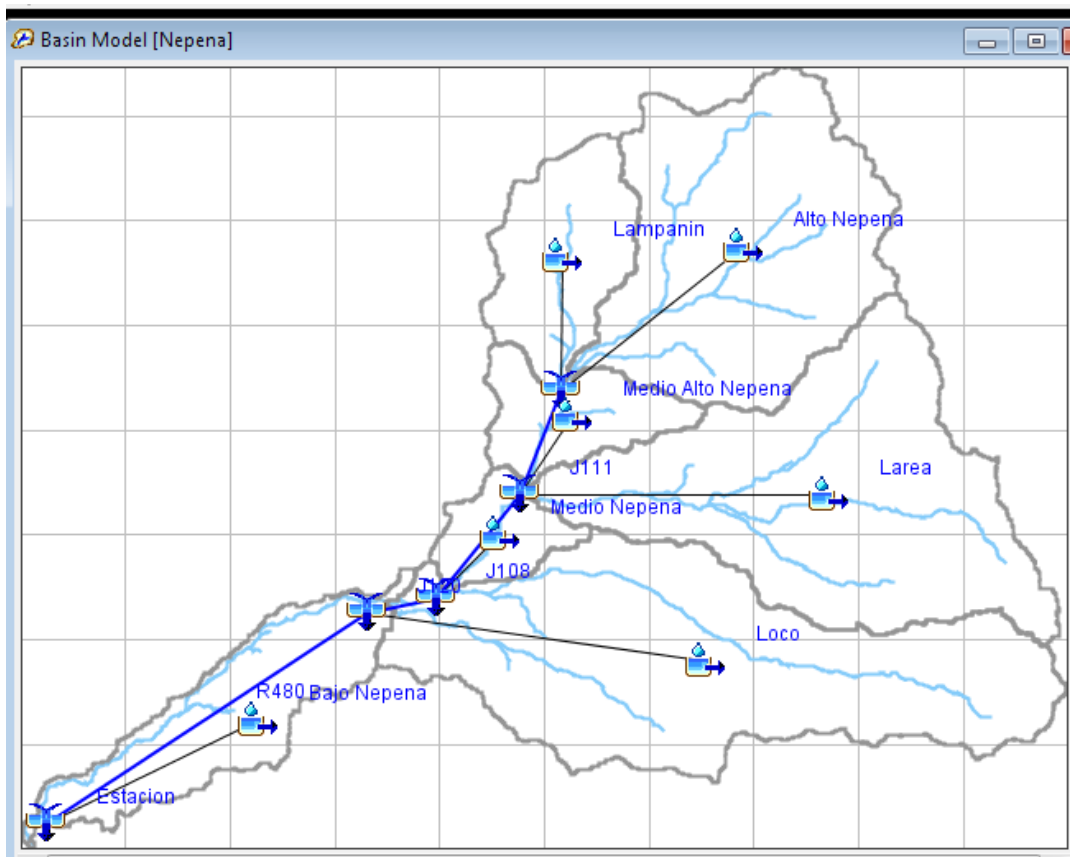 Basin Model [Nepena]
Alto Nepena
Lampanin
Medio Alto Nepena
J111
Larea
Medio Nepena
J108
Loco
R480 Bajo Nepena
Estacion